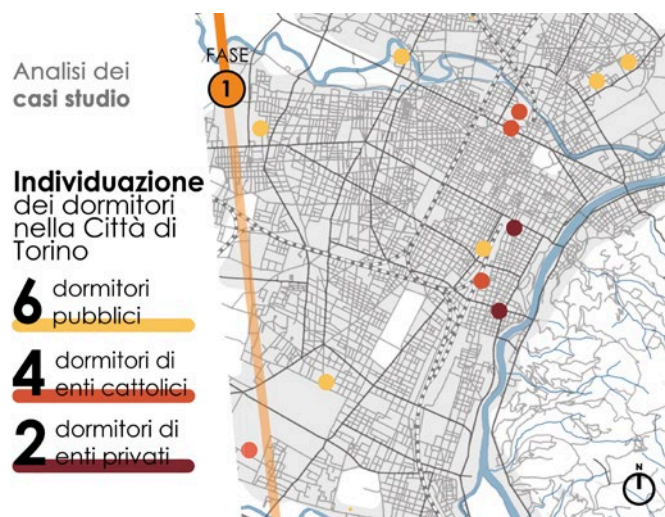 Analisi dei
casi studio
FASE
1
Individuazione
dei dormitori
nella Città di
Torino
6 dormitori
pubblici
4 dormitori di
enti cattolici
2 dormitori di
enti privati
N